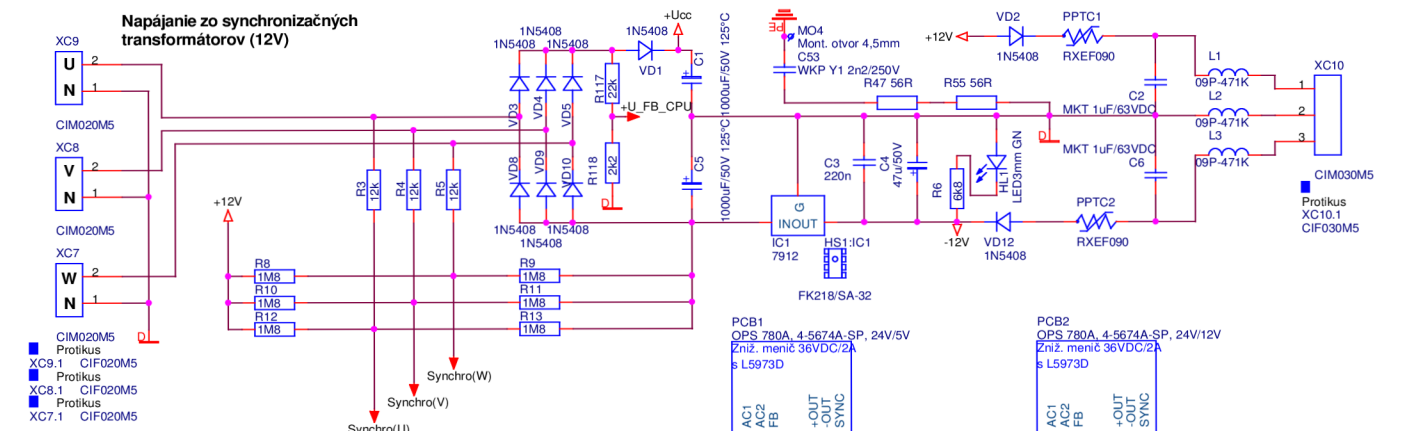 Napájanie zo synchronizačných
transformátorov (12V)
XC9
U 2
N 1
CIM020M5
XC8
V 2
N 1
CIM020M5
XC7
W 2
N 1
CIM020M5
D
Protikus
XC9.1 CIF020M5
Protikus
XC8.1 CIF020M5
Protikus
XC7.1 CIF020M5
+12V
R8
1M8
R10
1M8
R12
1M8
R3
12k
R4
12k
R5
12k
R9
1M8
R11
1M8
R13
1M8
Synchro(W)
Synchro(V)
Synchro(U)
1N5408
1N5408
1N5408
VD3
VD4
VD5
VD8
VD9
VD10
1N5408
1N5408
1N5408
1N5408
VD1
+Ucc
R117
22k
+U_FB_CPU
R118
2k2
D
C1
1000uF/50V 125°C
C5
1000uF/50V 125°C
PE
MO4
Mont. otvor 4,5mm
C53
WKP Y1 2n2/250V
R47 56R
R55 56R
D
C3
220n
C4
47u/50V
R6
6k8
HL1
LED3mm GN
G
INOUT
IC1
7912
HS1:IC1
FK218/SA-32
-12V
VD12
1N5408
+12V
VD2
1N5408
PPTC1
RXEF090
PPTC2
RXEF090
C2
MKT 1uF/63VDC
MKT 1uF/63VDC
C6
L1
09P-471K
L2
09P-471K
L3
09P-471K
XC10
1
2
3
CIM030M5
Protikus
XC10.1
CIF030M5
PCB1
OPS 780A, 4-5674A-SP, 24V/5V
Zniž. menič 36VDC/2A
s L5973D
AC1
AC2
FB
+OUT
-OUT
SYNC
PCB2
OPS 780A, 4-5674A-SP, 24V/12V
Zniž. menič 36VDC/2A
s L5973D
AC1
AC2
FB
+OUT
-OUT
SYNC